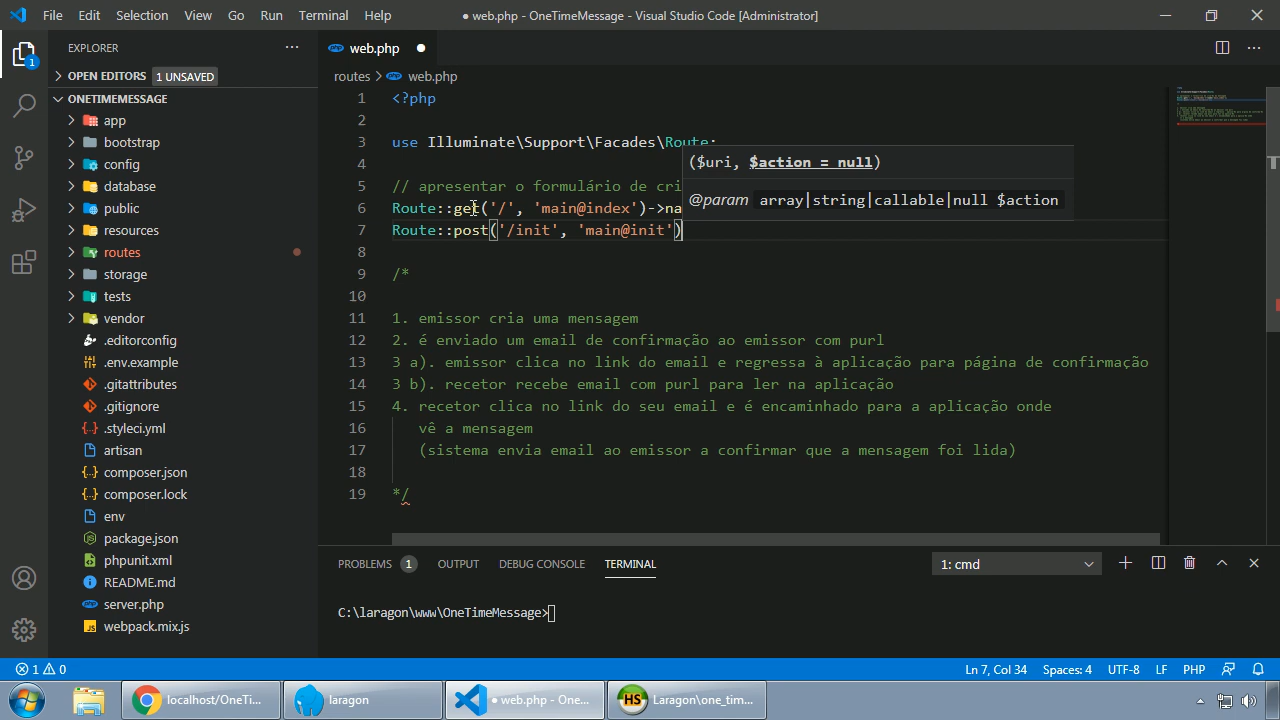 File Edit Selection View Go Run Terminal Help
● web.php - OneTimeMessage - Visual Studio Code [Administrator]
EXPLORER
1
OPEN EDITORS 1 UNSAVED
ONETIMEMESSAGE
app
bootstrap
config
database
public
resources
routes
storage
tests
vendor
.editorconfig
.env.example
.gitattributes
.gitignore
.styleci.yml
artisan
composer.json
composer.lock
env
package.json
phpunit.xml
README.md
server.php
webpack.mix.js
web.php
routes > web.php
1 <?php
2
3 use Illuminate\Support\Facades\Route;
4
5 // apresentar o formulário de cri
6 Route::get('/', 'main@index')->na
7 Route::post('/init', 'main@init')
8
9 /*
10
11 1. emissor cria uma mensagem
12 2. é enviado um email de confirmação ao emissor com purl
13 3 a). emissor clica no link do email e regressa à aplicação para página de confirmação
14 3 b). recetor recebe email com purl para ler na aplicação
15 4. recetor clica no link do seu email e é encaminhado para a aplicação onde
16 vê a mensagem
17 (sistema envia email ao emissor a confirmar que a mensagem foi lida)
18
19 */
($uri, $action = null)
@param array|string|callable|null $action
PROBLEMS 1 OUTPUT DEBUG CONSOLE TERMINAL
1: cmd
C:\laragon\www\OneTimeMessage>
1 0
Ln 7, Col 34 Spaces: 4 UTF-8 LF PHP
localhost/OneTi...
laragon
● web.php - One...
HS Laragon\one_tim...